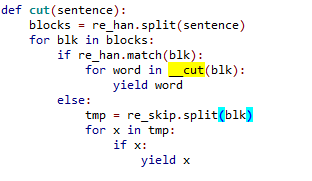 def cut(sentence):
    blocks = re_han.split(sentence)
    for blk in blocks:
        if re_han.match(blk):
            for word in __cut(blk):
                yield word
        else:
            tmp = re_skip.split(blk)
            for x in tmp:
                if x:
                    yield x